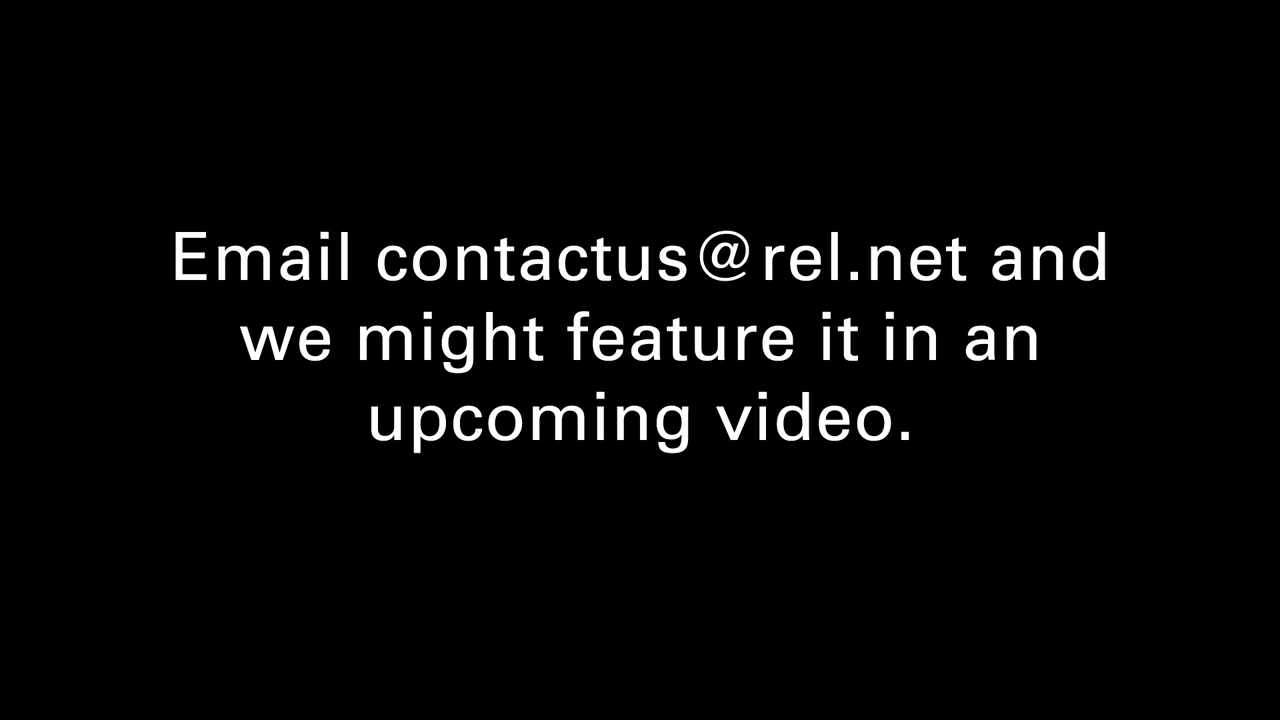 Email contactus@rel.net and
we might feature it in an
upcoming video.